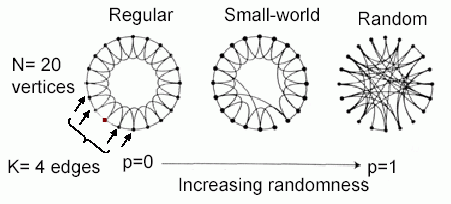 Regular Small-world Random
N= 20
vertices
K= 4 edges
p=0 p=1
Increasing randomness